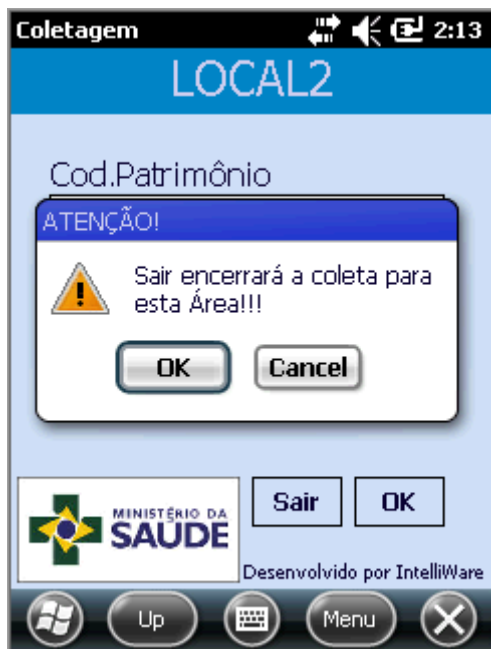 Coletagem 2:13
LOCAL2
Cod.Patrimônio
ATENÇÃO!
Sair encerrará a coleta para
esta Área!!!
OK Cancel
MINISTÉRIO DA
SAUDE
Sair OK
Desenvolvido por IntelliWare
Up Menu